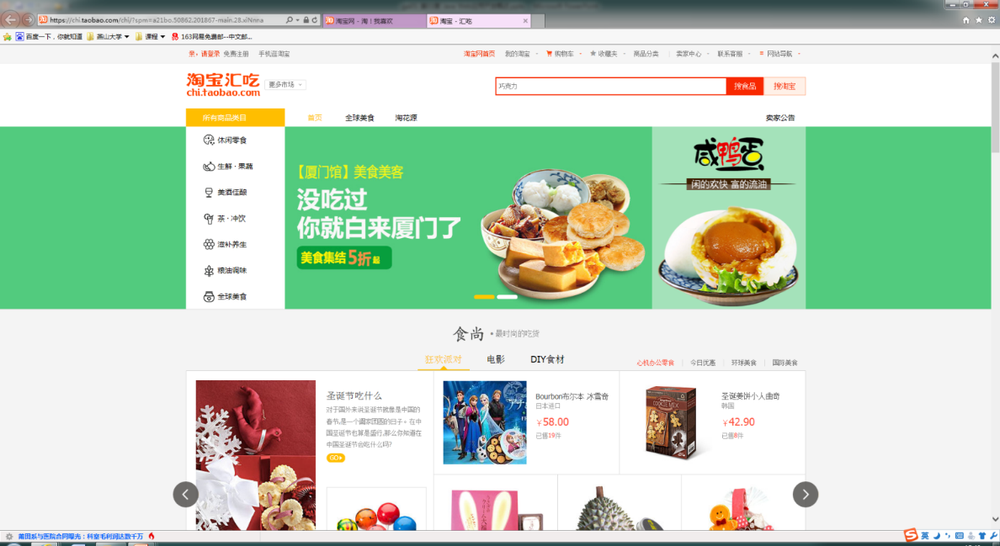 https://chi.taobao.com/chi/?spm=a21bo.50862.201867-main.28.xiNnna
淘宝网 - 淘！我喜欢
淘宝 - 汇吃
百度一下，你就知道
燕山大学
课程
163网易免费邮--中文邮...
亲，请登录 免费注册 手机逛淘宝
淘宝网首页 我的淘宝 购物车 收藏夹 商品分类 卖家中心 联系客服 网站导航
淘宝汇吃
chi.taobao.com
更多市场
巧克力
搜食品
搜淘宝
所有商品类目
首页 全球美食 淘花源
卖家公告
休闲零食
生鲜 · 果蔬
美酒佳酿
茶 · 冲饮
滋补养生
粮油调味
全球美食
【厦门馆】美食美客
没吃过
你就白来厦门了
美食集结5折起
咸鸭蛋
闲的欢快 富的流油
食尚 • 最时尚的吃货
狂欢派对 电影 DIY食材
心机办公零食 今日优惠 环球美食 国际美食
圣诞节吃什么
对于国外来说圣诞节就像是中国的
春节,是一个阖家团圆的日子。在中
国圣诞节也算是盛行,那么你知道在
中国圣诞节会吃什么吗?
GO
Bourbon布尔本 冰雪奇
日本进口
￥58.00
已售19件
圣诞姜饼小人曲奇
韩国
￥42.90
已售8件
COOKIE MIX
莆田系与医院合同曝光：科室毛利润达数千万
英